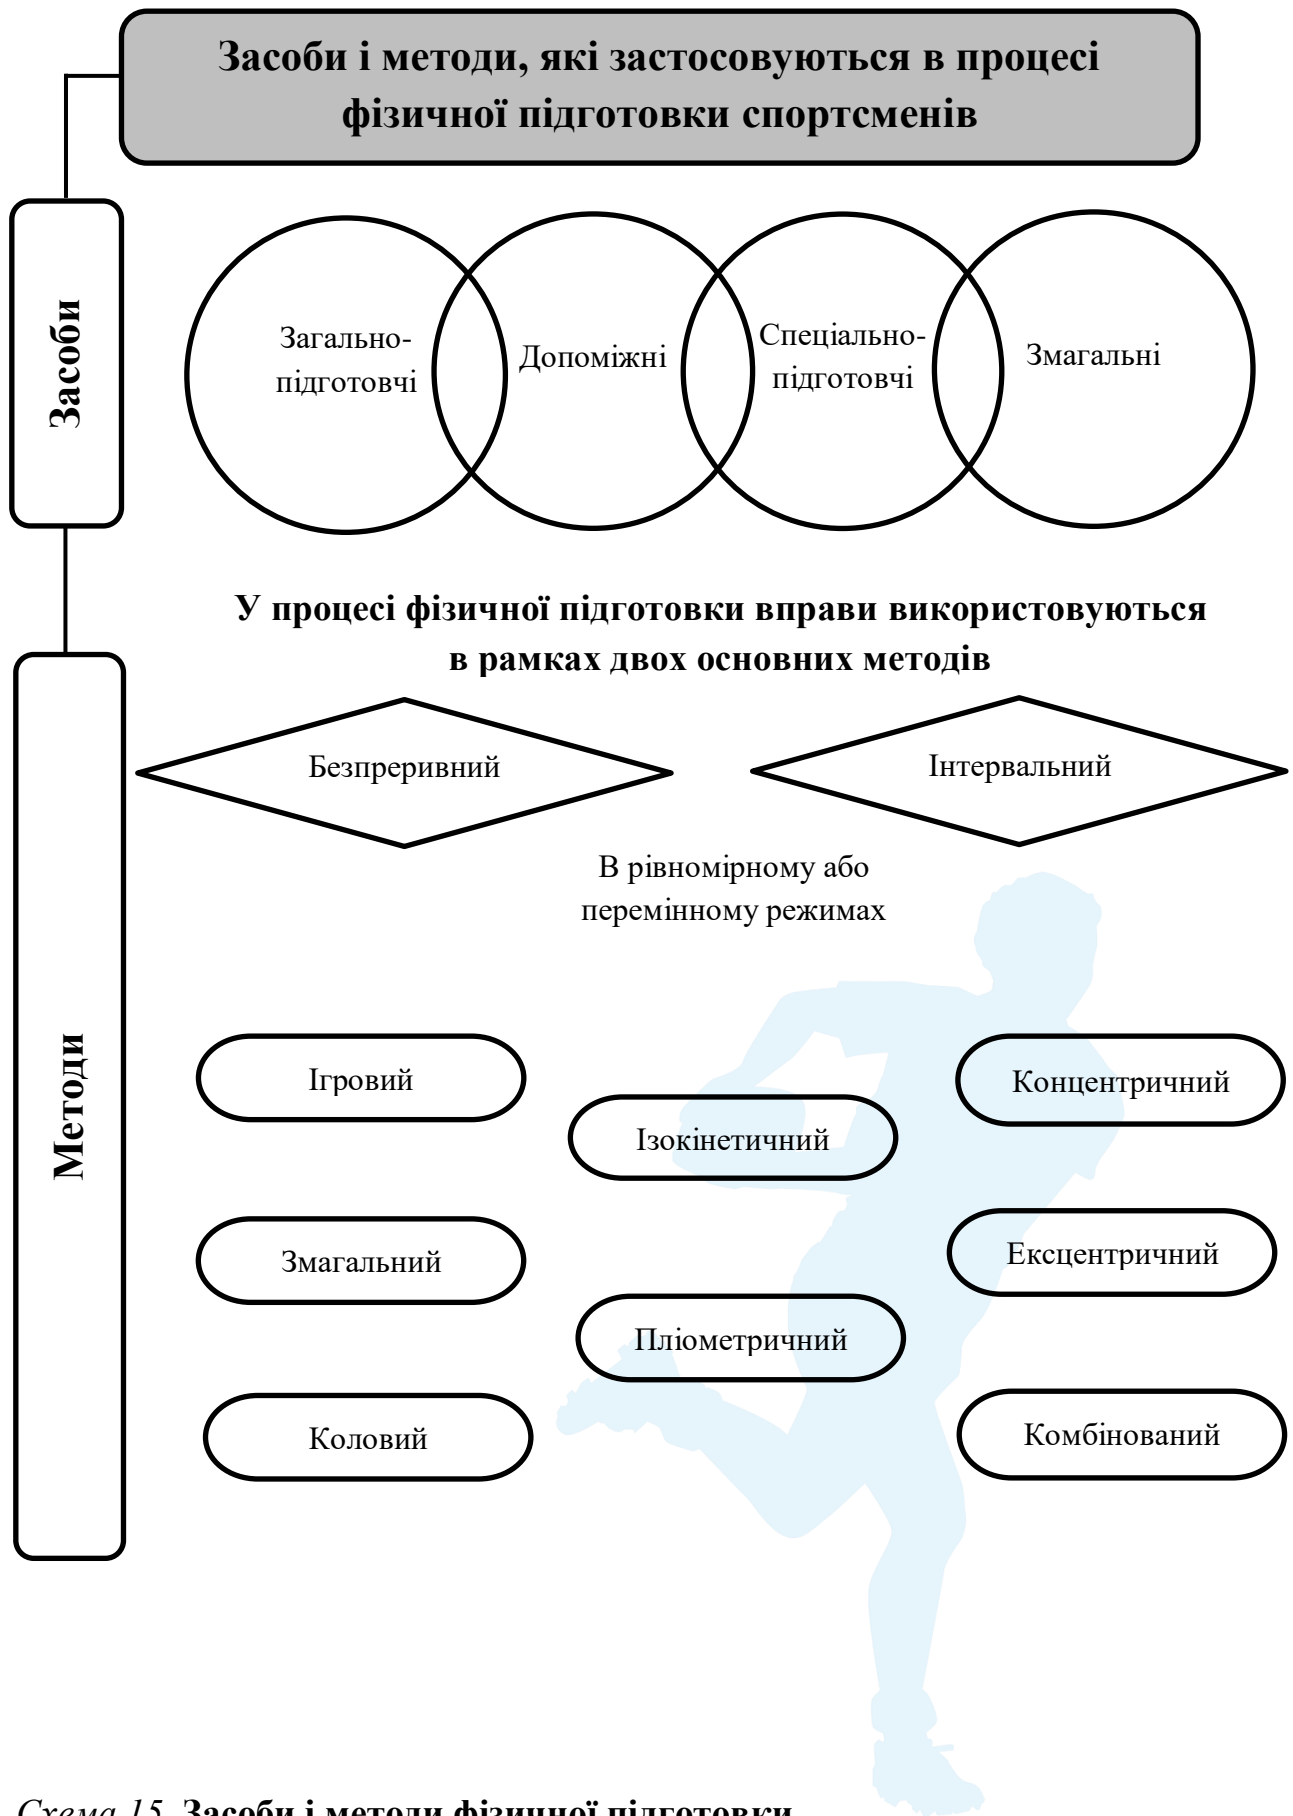 Засоби і методи, які застосовуються в процесі
фізичної підготовки спортсменів
Засоби
Загально-
підготовчі
Допоміжні
Спеціально-
підготовчі
Змагальні
У процесі фізичної підготовки вправи використовуються
в рамках двох основних методів
Методи
Безпреривний
Інтервальний
В рівномірному або
перемінному режимах
Ігровий
Концентричний
Ізокінетичний
Змагальний
Ексцентричний
Пліометричний
Коловий
Комбінований
Схема 15. Засоби і методи фізичної підготовки